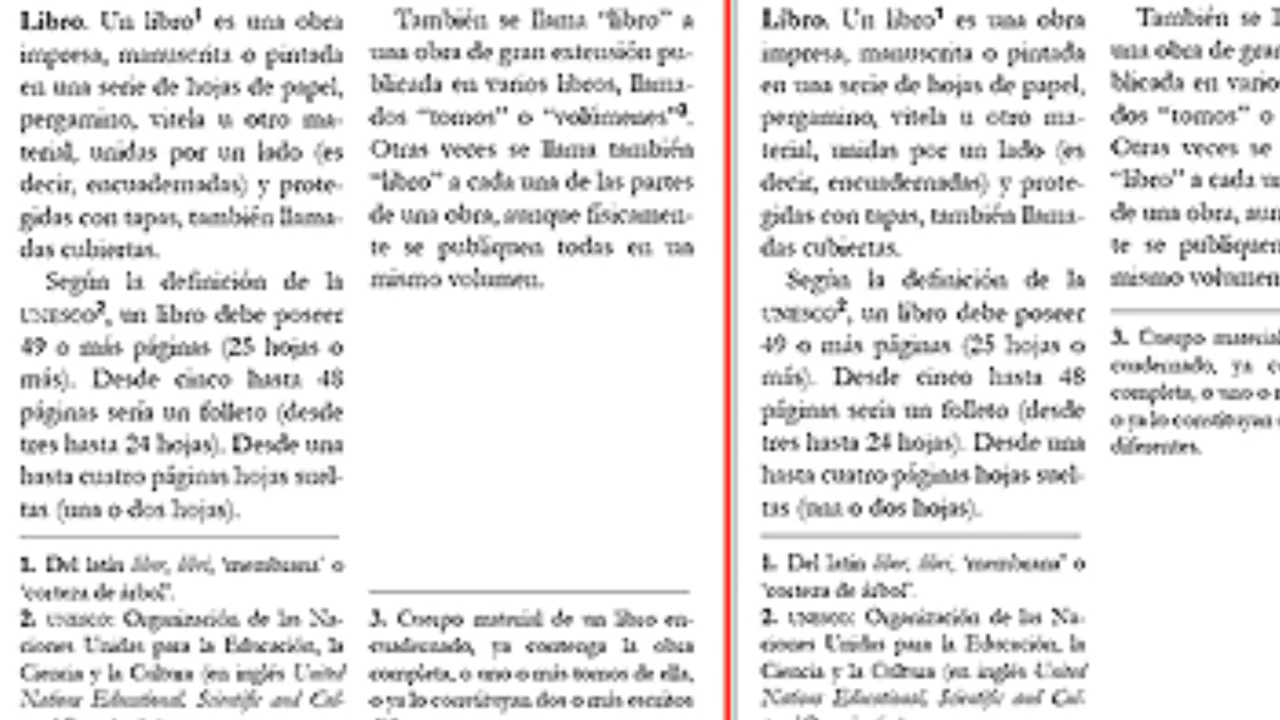 Libro. Un libro¹ es una obra
impresa, manuscrita o pintada
en una serie de hojas de papel,
pergamino, vitela u otro ma-
terial, unidas por un lado (es
decir, encuadernadas) y prote-
gidas con tapas, también llama-
das cubiertas.
Según la definición de la
UNESCO², un libro debe poseer
49 o más páginas (25 hojas o
más). Desde cinco hasta 48
páginas sería un folleto (desde
tres hasta 24 hojas). Desde una
hasta cuatro páginas hojas suel-
tas (una o dos hojas).
1. Del latín liber, libri, ‘membrana’ o
‘corteza de árbol’.
2. UNESCO: Organización de las Na-
ciones Unidas para la Educación, la
Ciencia y la Cultura (en inglés United
Nations Educational, Scientific and Cul-
También se llama “libro” a
una obra de gran extensión pu-
blicada en varios libros, llama-
dos “tomos” o “volúmenes”³.
Otras veces se llama también
“libro” a cada una de las partes
de una obra, aunque físicamen-
te se publiquen todas en un
mismo volumen.
3. Cuerpo material de un libro en-
cuadernado, ya contenga la obra
completa, o uno o más tomos de ella,
o ya lo constituyan dos o más escritos
Libro. Un libro¹ es una obra
impresa, manuscrita o pintada
en una serie de hojas de papel,
pergamino, vitela u otro ma-
terial, unidas por un lado (es
decir, encuadernadas) y prote-
gidas con tapas, también llama-
das cubiertas.
Según la definición de la
UNESCO², un libro debe poseer
49 o más páginas (25 hojas o
más). Desde cinco hasta 48
páginas sería un folleto (desde
tres hasta 24 hojas). Desde una
hasta cuatro páginas hojas suel-
tas (una o dos hojas).
1. Del latín liber, libri, ‘membrana’ o
‘corteza de árbol’.
2. UNESCO: Organización de las Na-
ciones Unidas para la Educación, la
Ciencia y la Cultura (en inglés United
Nations Educational, Scientific and Cul-
También se
una obra de gran
blicada en vario
dos “tomos” o
Otras veces se
“libro” a cada un
de una obra, aun
te se publiquen
mismo volumen
3. Cuerpo material
cuadernado, ya co
completa, o uno o
o ya lo constituyan
diferentes.